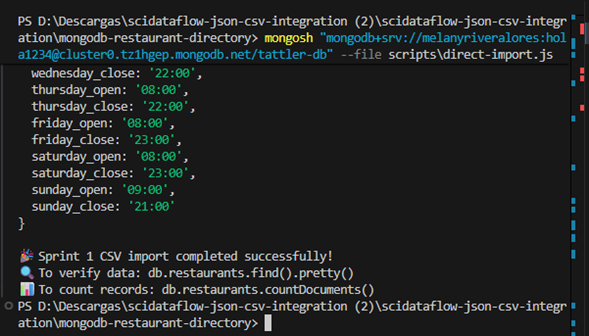 PS D:\Descargas\scidataflow-json-csv-integration (2)\scidataflow-json-csv-integr
ation\mongodb-restaurant-directory> mongosh "mongodb+srv://melanyriveralores:hol
a1234@cluster0.tz1hgep.mongodb.net/tattler-db" --file scripts\direct-import.js
wednesday_close: '22:00',
thursday_open: '08:00',
thursday_close: '22:00',
friday_open: '08:00',
friday_close: '23:00',
saturday_open: '08:00',
saturday_close: '23:00',
sunday_open: '09:00',
sunday_close: '21:00'
}
🎉 Sprint 1 CSV import completed successfully!
🔍 To verify data: db.restaurants.find().pretty()
📊 To count records: db.restaurants.countDocuments()
PS D:\Descargas\scidataflow-json-csv-integration (2)\scidataflow-json-csv-integr
ation\mongodb-restaurant-directory>